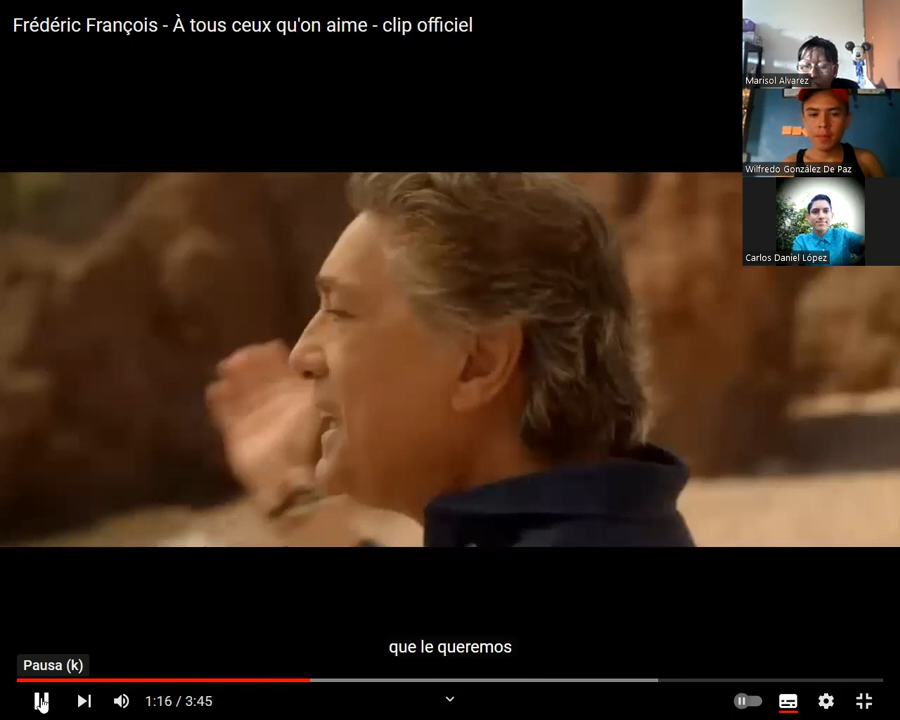 Frédéric François - À tous ceux qu'on aime - clip officiel
Marisol Alvarez
Wilfredo González De Paz
Carlos Daniel López
que le queremos
Pausa (k)
1:16 / 3:45